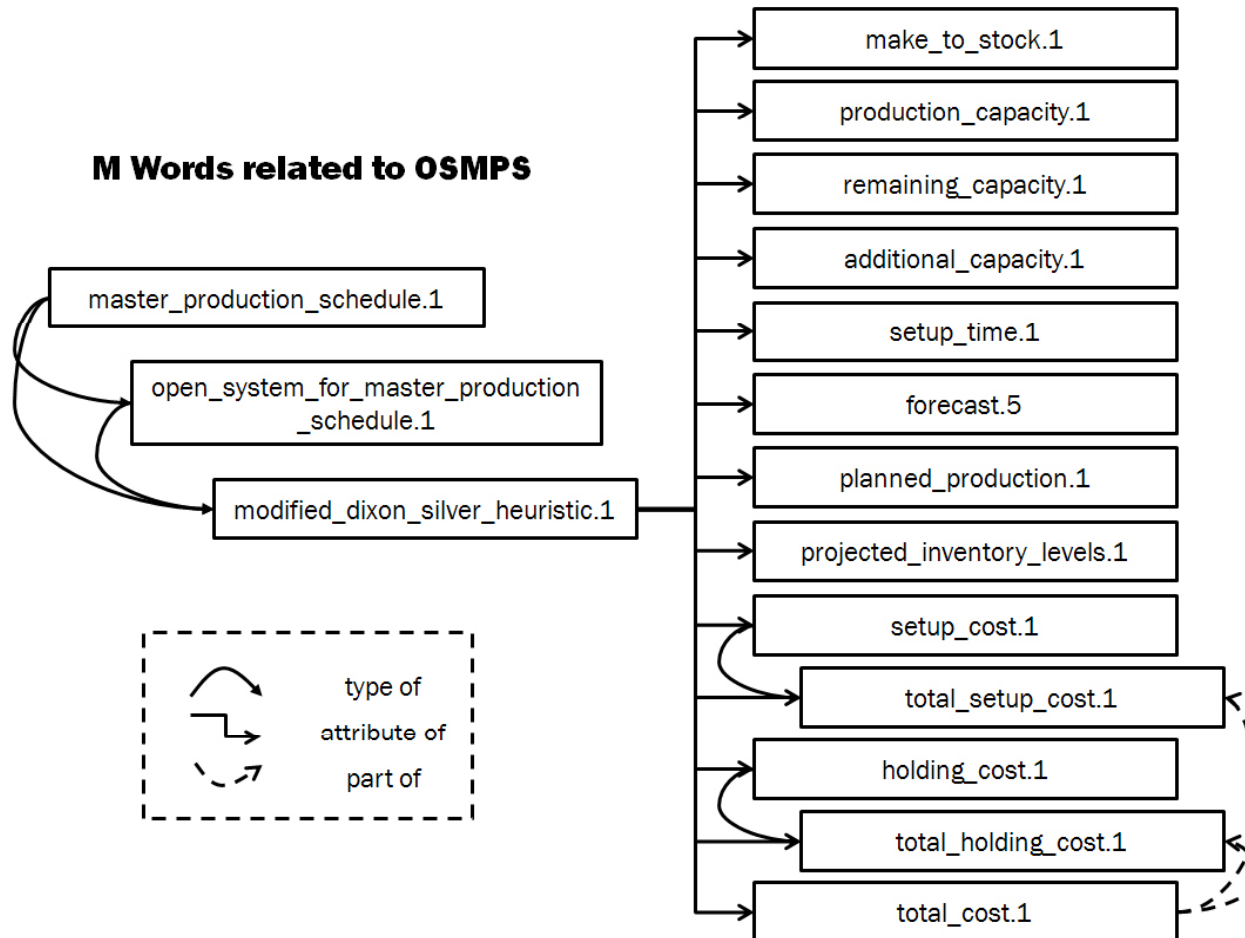 M Words related to OSMPS
master_production_schedule.1
open_system_for_master_production
_schedule.1
modified_dixon_silver_heuristic.1
type of
attribute of
part of
make_to_stock.1
production_capacity.1
remaining_capacity.1
additional_capacity.1
setup_time.1
forecast.5
planned_production.1
projected_inventory_levels.1
setup_cost.1
total_setup_cost.1
holding_cost.1
total_holding_cost.1
total_cost.1